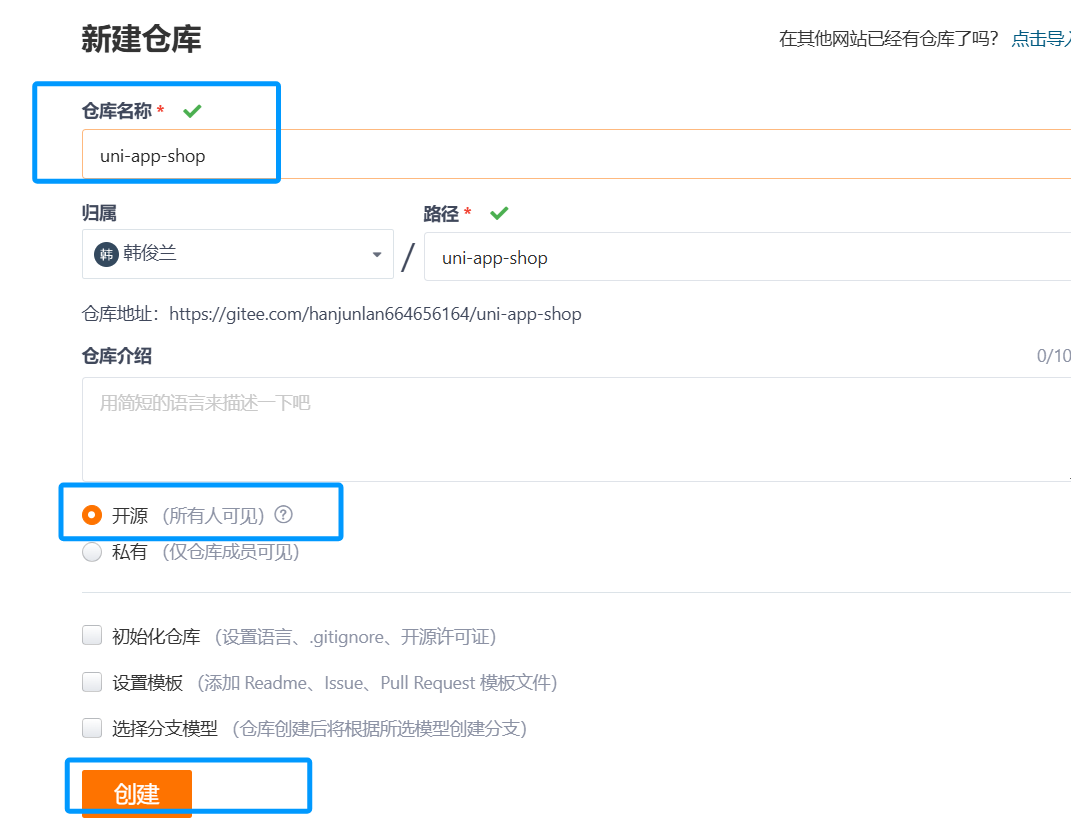 新建仓库
在其他网站已经有仓库了吗? 点击导入
仓库名称 *
uni-app-shop
归属
路径 *
韩 韩俊兰 / uni-app-shop
仓库地址：https://gitee.com/hanjunlan664656164/uni-app-shop
仓库介绍
0/10
用简短的语言来描述一下吧
开源 (所有人可见) ?
私有 (仅仓库成员可见)
初始化仓库 (设置语言、.gitignore、开源许可证)
设置模板 (添加 Readme、Issue、Pull Request 模板文件)
选择分支模型 (仓库创建后将根据所选模型创建分支)
创建